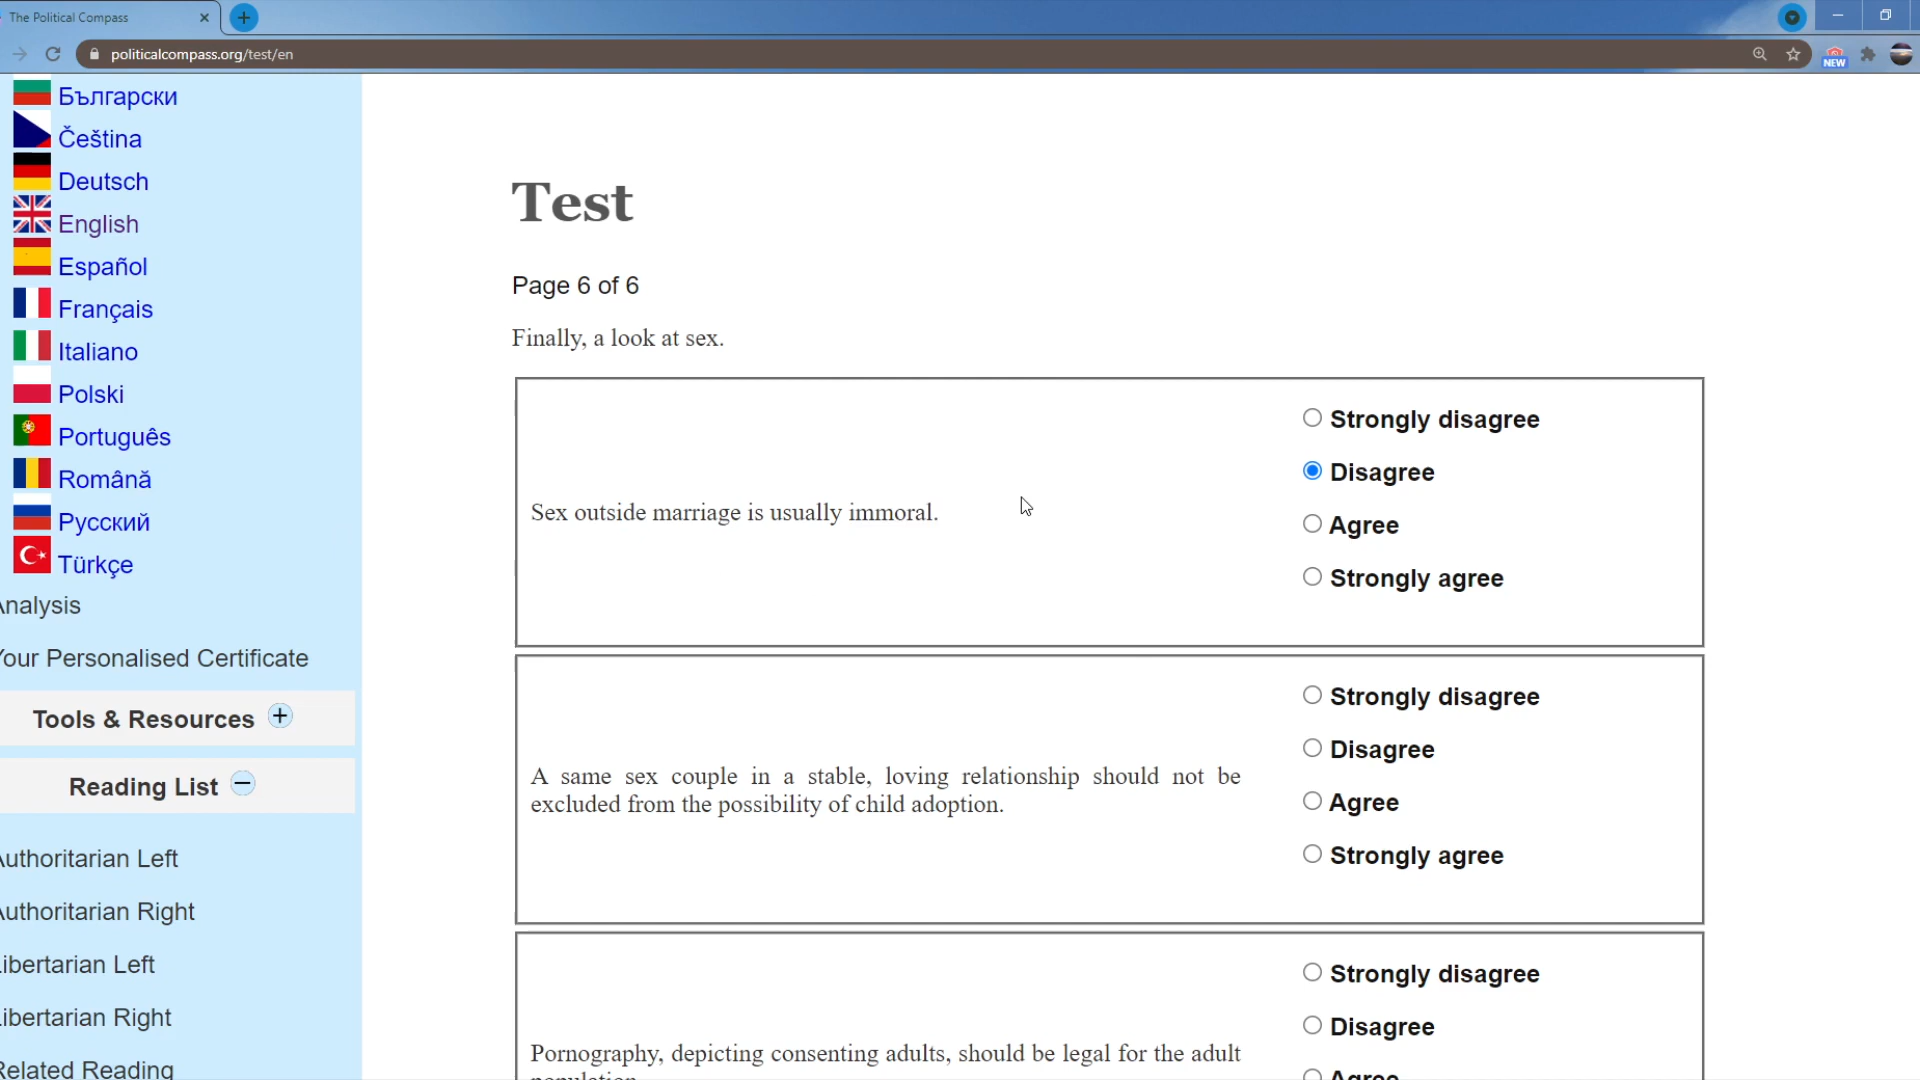 The Political Compass
politicalcompass.org/test/en
NEW
Български
Čeština
Deutsch
English
Español
Français
Italiano
Polski
Português
Română
Русский
Türkçe
nalysis
our Personalised Certificate
Tools & Resources
Reading List
uthoritarian Left
uthoritarian Right
ibertarian Left
ibertarian Right
Related Reading
Test
Page 6 of 6
Finally, a look at sex.
Sex outside marriage is usually immoral.
Strongly disagree
Disagree
Agree
Strongly agree
A same sex couple in a stable, loving relationship should not be
excluded from the possibility of child adoption.
Strongly disagree
Disagree
Agree
Strongly agree
Pornography, depicting consenting adults, should be legal for the adult
population.
Strongly disagree
Disagree
Agree